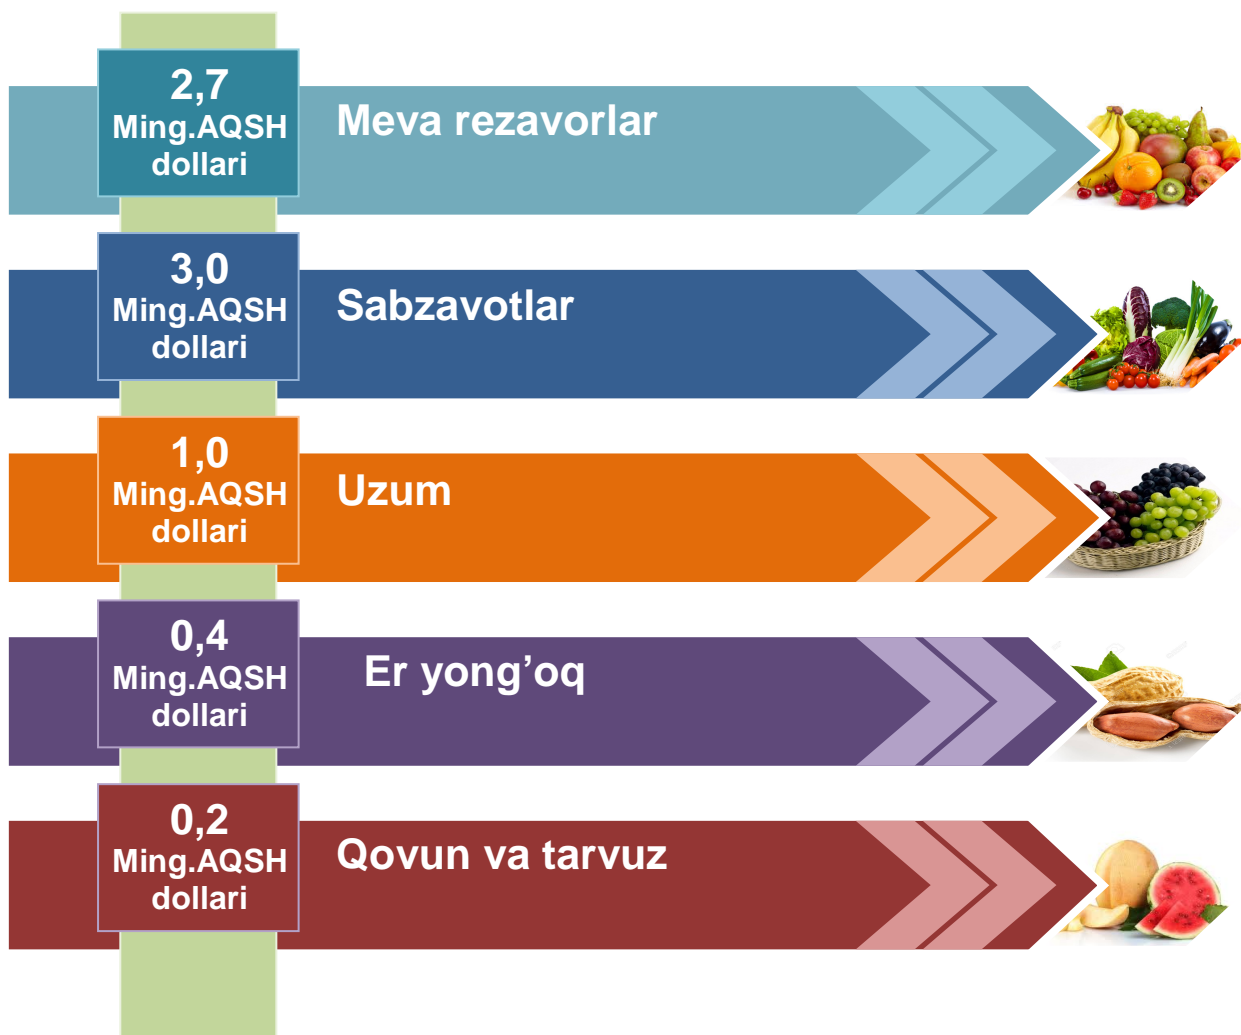 2,7
Ming.AQSH
dollari
Meva rezavorlar
3,0
Ming.AQSH
dollari
Sabzavotlar
1,0
Ming.AQSH
dollari
Uzum
0,4
Ming.AQSH
dollari
Er yong’oq
0,2
Ming.AQSH
dollari
Qovun va tarvuz